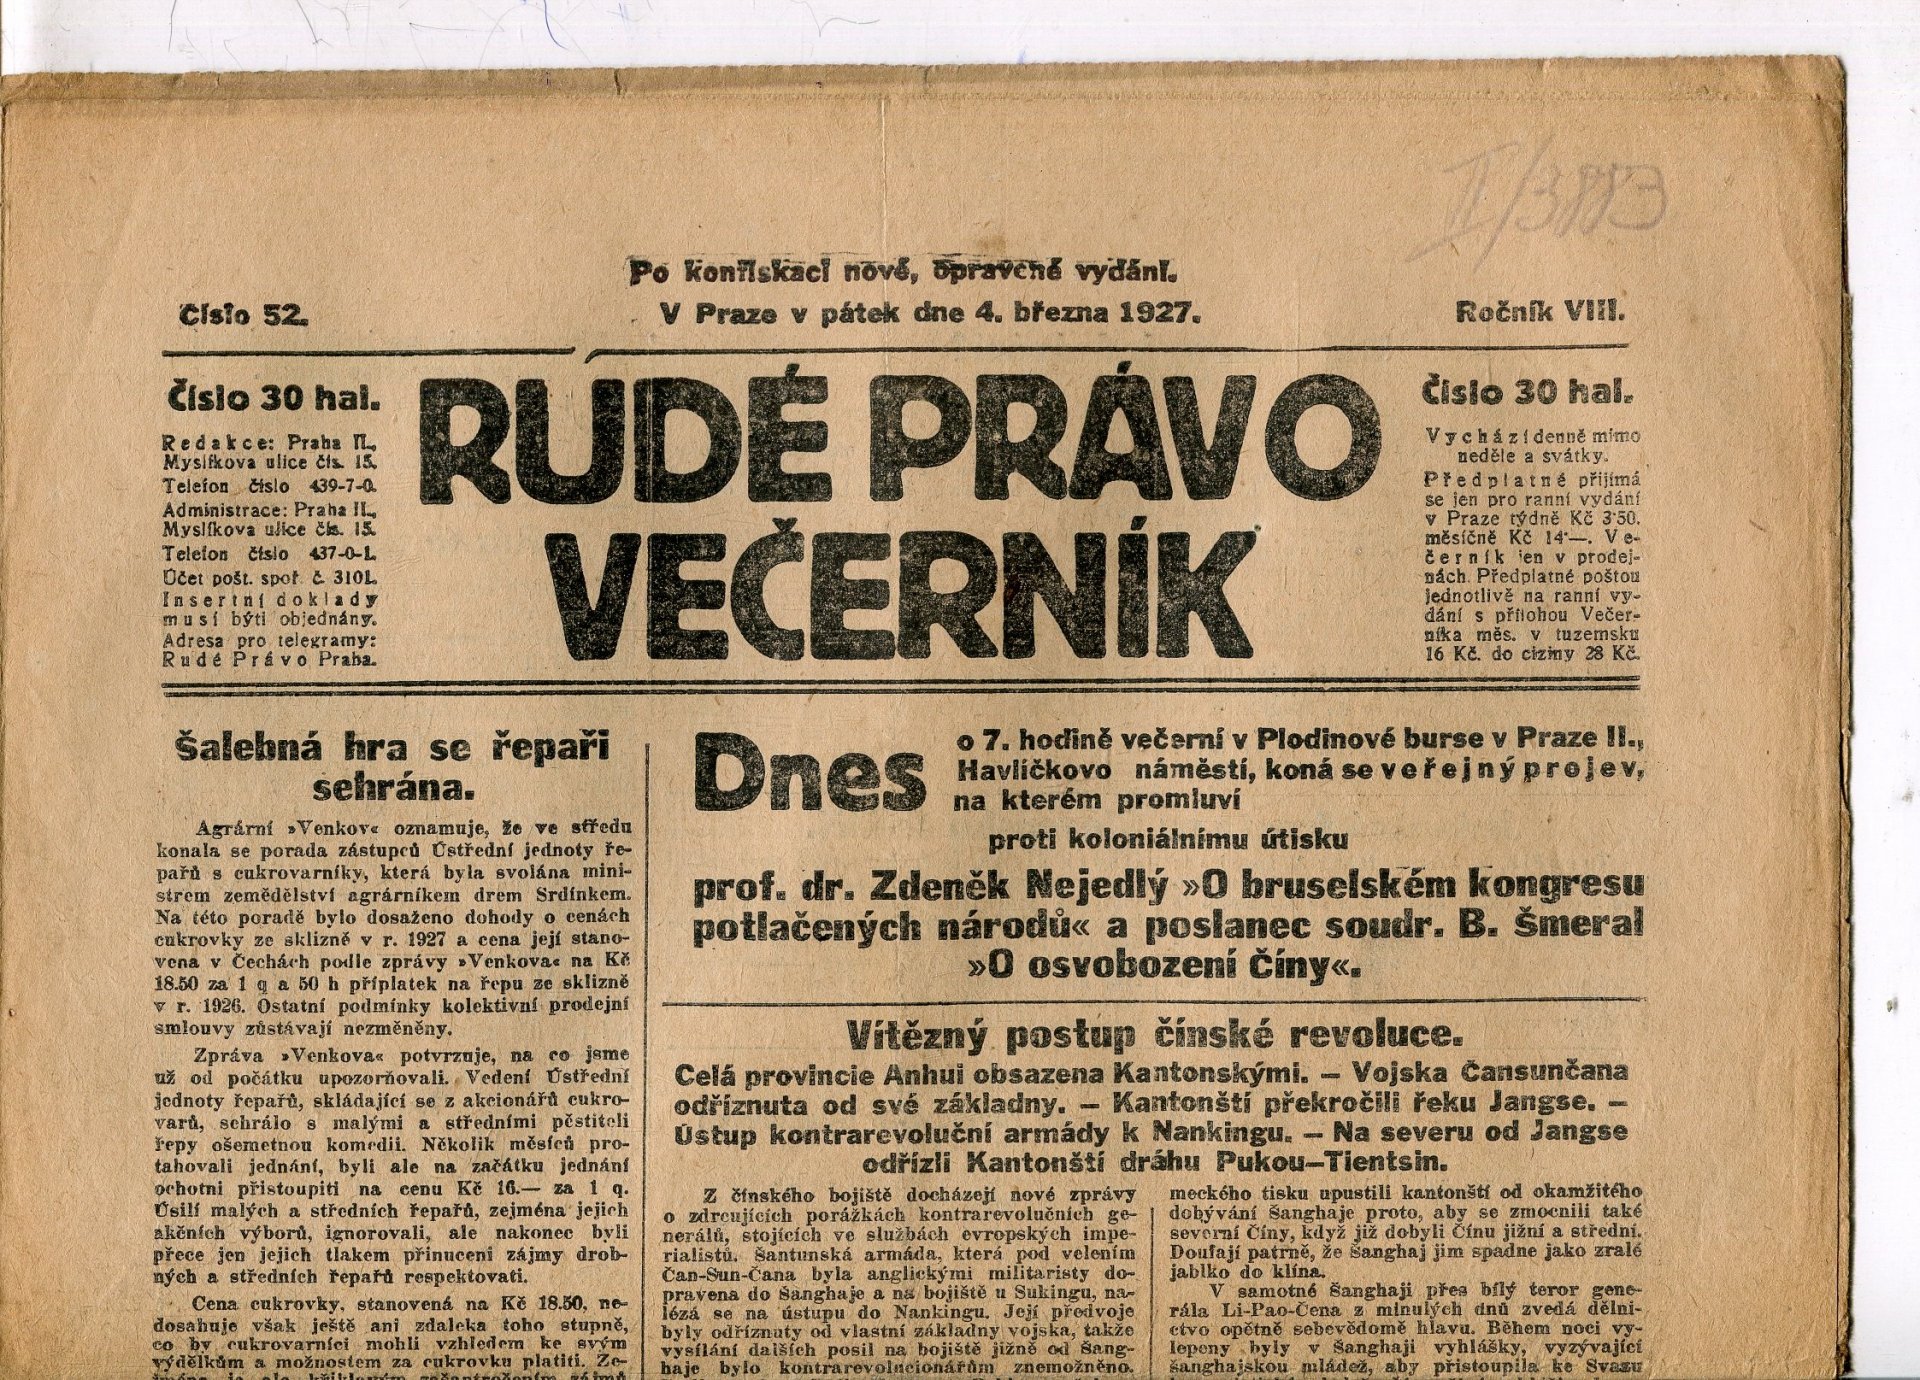 II/3883
Po konfiskaci nové, opravené vydání.
Číslo 52.
V Praze v pátek dne 4. března 1927.
Ročník VIII.
Číslo 30 hal.
Redakce: Praha II.,
Myslíkova ulice čís. 15.
Telefon číslo 439-7-0.
Administrace: Praha II.,
Myslíkova ulice čís. 15.
Telefon číslo 437-0-1.
Účet pošt. spoř. č. 3101.
Insertní doklady
musí býti objednány.
Adresa pro telegramy:
Rudé Právo Praha.
RUDÉ PRÁVO
VEČERNÍK
Číslo 30 hal.
Vychází denně mimo
neděle a svátky.
Předplatné přijímá
se jen pro ranní vydání
v Praze týdně Kč 3·50,
měsíčně Kč 14·—. Ve-
černík jen v prodej-
nách. Předplatné poštou
jednotlivě na ranní vy-
dání s přílohou Večer-
níka měs. v tuzemsku
16 Kč. do ciziny 28 Kč.
Šalebná hra se řepaři
sehrána.
Agrární »Venkov« oznamuje, že ve středu
konala se porada zástupců Ústřední jednoty ře-
pařů s cukrovarníky, která byla svolána mini-
strem zemědělství agrárníkem drem Srdínkem.
Na této poradě bylo dosaženo dohody o cenách
cukrovky ze sklizně v r. 1927 a cena její stano-
vena v Čechách podle zprávy »Venkova« na Kč
18.50 za 1 q a 50 h příplatek na řepu ze sklizně
v r. 1926. Ostatní podmínky kolektivní prodejní
smlouvy zůstávají nezměněny.
Zpráva »Venkova« potvrzuje, na co jsme
už od počátku upozorňovali. Vedení Ústřední
jednoty řepařů, skládající se z akcionářů cukro-
varů, sehrálo s malými a středními pěstiteli
řepy ošemetnou komedii. Několik měsíců pro-
tahovali jednání, byli ale na začátku jednání
ochotni přistoupiti na cenu Kč 16.— za 1 q.
Úsilí malých a středních řepařů, zejména jejich
akčních výborů, ignorovali, ale nakonec byli
přece jen jejich tlakem přinuceni zájmy drob-
ných a středních řepařů respektovati.
Cena cukrovky, stanovená na Kč 18.50, ne-
dosahuje však ještě ani zdaleka toho stupně,
co by cukrovarníci mohli vzhledem ke svým
výdělkům a možnostem za cukrovku platiti. Ze-
Dnes
o 7. hodině večerní v Plodinové burse v Praze II.,
Havlíčkovo náměstí, koná se veřejný projev,
na kterém promluví
proti koloniálnímu útisku
prof. dr. Zdeněk Nejedlý »O bruselském kongresu
potlačených národů« a poslanec soudr. B. Šmeral
»O osvobození Číny«.
Vítězný postup čínské revoluce.
Celá provincie Anhui obsazena Kantonskými. — Vojska Čansunčana
odříznuta od své základny. — Kantonští překročili řeku Jangse. —
Ústup kontrarevoluční armády k Nankingu. — Na severu od Jangse
odřízli Kantonští dráhu Pukou—Tientsin.
Z čínského bojiště docházejí nové zprávy
o zdrcujících porážkách kontrarevolučních ge-
nerálů, stojících ve službách evropských impe-
rialistů. Šantunská armáda, která pod velením
Čan-Sun-Čana byla anglickými militaristy do-
pravena do Šanghaje a na bojiště u Sukingu, na-
lézá se na ústupu do Nankingu. Její předvoje
byly odříznuty od vlastní základny vojska, takže
vysílání dalších posil na bojiště jižně od Šang-
haje bylo kontrarevolucionářům znemožněno.
meckého tisku upustili kantonští od okamžitého
dobývání Šanghaje proto, aby se zmocnili také
severní Číny, když již dobyli Čínu jižní a střední.
Doufají patrně, že Šanghaj jim spadne jako zralé
jablko do klína.
V samotné Šanghaji přes bílý teror gene-
rála Li-Pao-Čena z minulých dnů zvedá dělni-
ctvo opětně sebevědomě hlavu. Během noci vy-
lepeny byly v Šanghaji vyhlášky, vyzývající
šanghajskou mládež, aby přistoupila ke Svazu